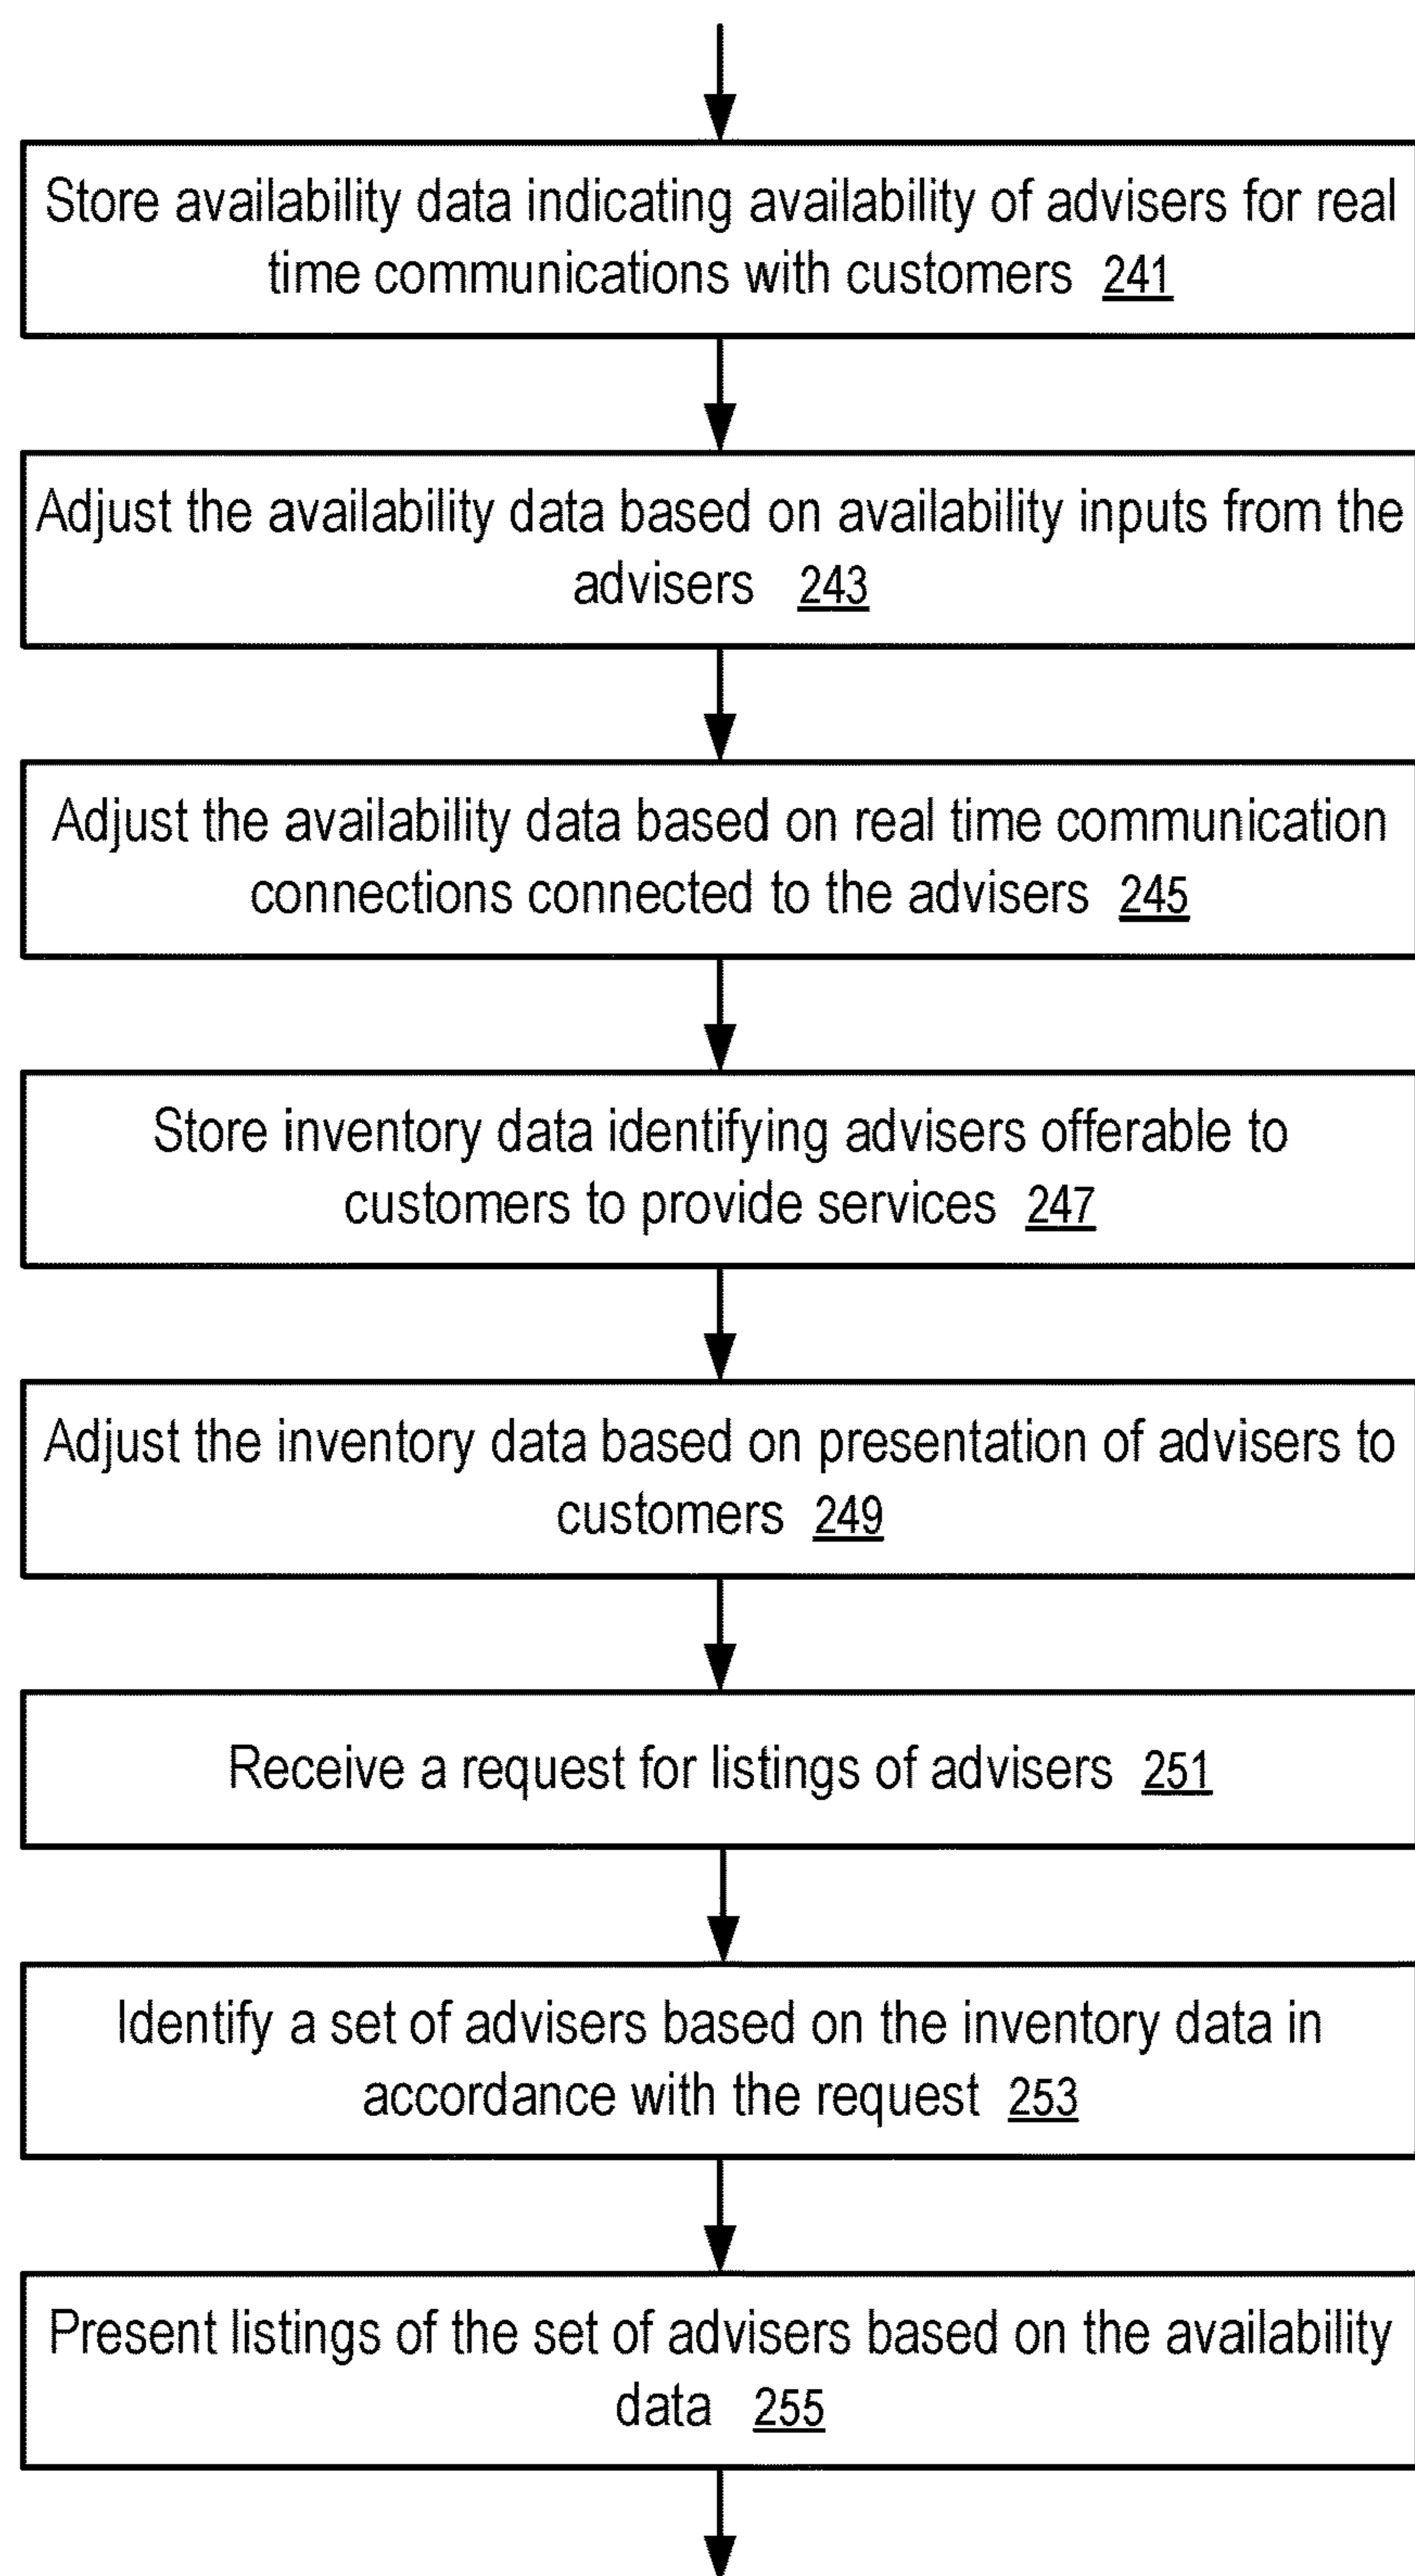 Store availability data indicating availability of advisers for real
time communications with customers 241
Adjust the availability data based on availability inputs from the
advisers 243
Adjust the availability data based on real time communication
connections connected to the advisers 245
Store inventory data identifying advisers offerable to
customers to provide services 247
Adjust the inventory data based on presentation of advisers to
customers 249
Receive a request for listings of advisers 251
Identify a set of advisers based on the inventory data in
accordance with the request 253
Present listings of the set of advisers based on the availability
data 255